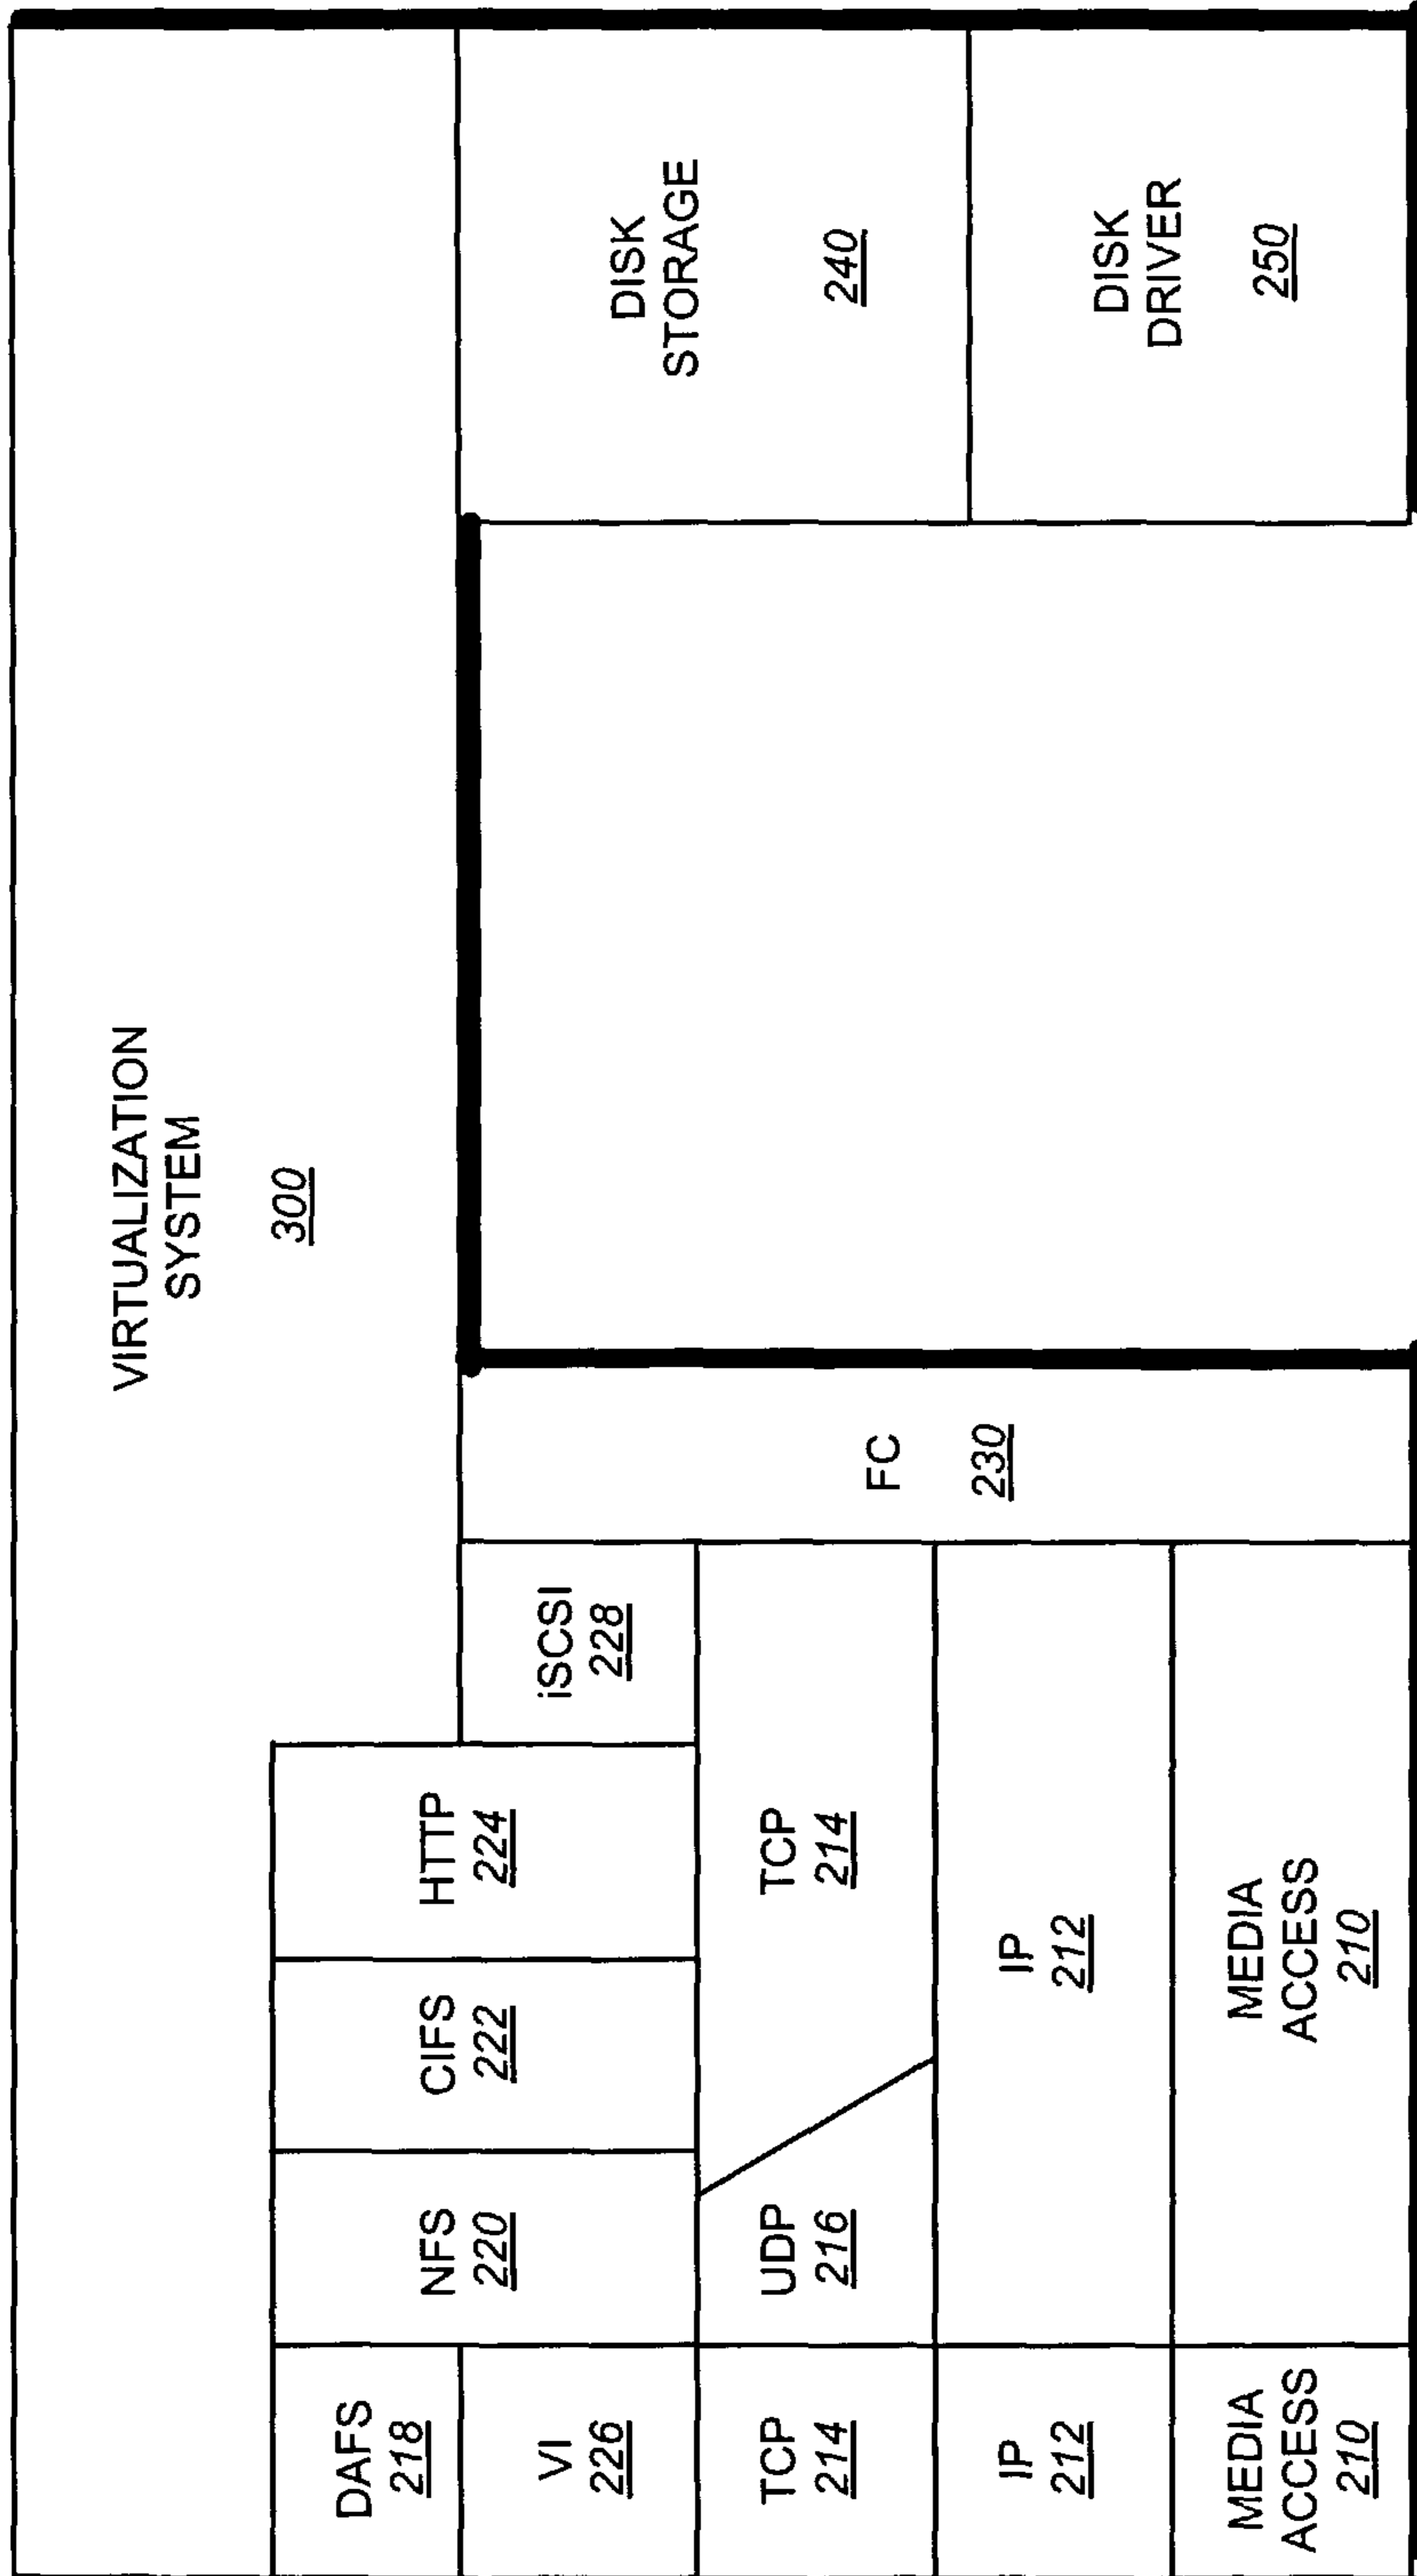 VIRTUALIZATION
SYSTEM
300
DAFS
218
NFS
220
CIFS
222
HTTP
224
VI
226
iSCSI
228
TCP
214
UDP
216
TCP
214
IP
212
IP
212
MEDIA
ACCESS
210
MEDIA
ACCESS
210
FC
230
DISK
STORAGE
240
DISK
DRIVER
250